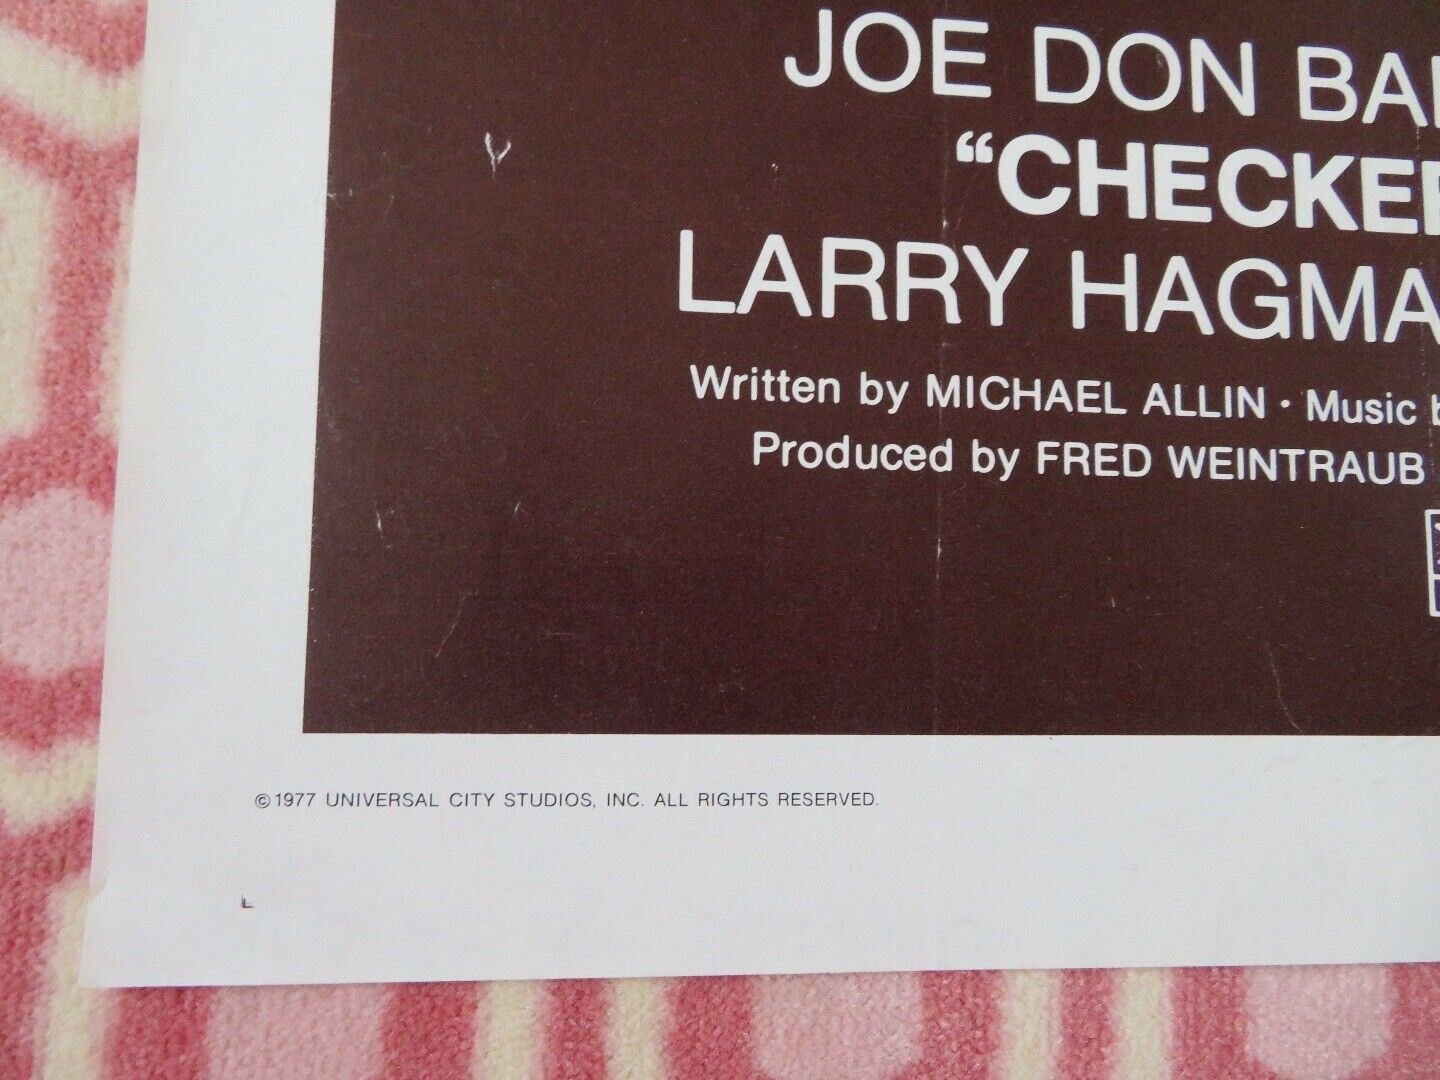 JOE DON BA
“CHECKE
LARRY HAGMA
Written by MICHAEL ALLIN · Music b
Produced by FRED WEINTRAUB
©1977 UNIVERSAL CITY STUDIOS, INC. ALL RIGHTS RESERVED.